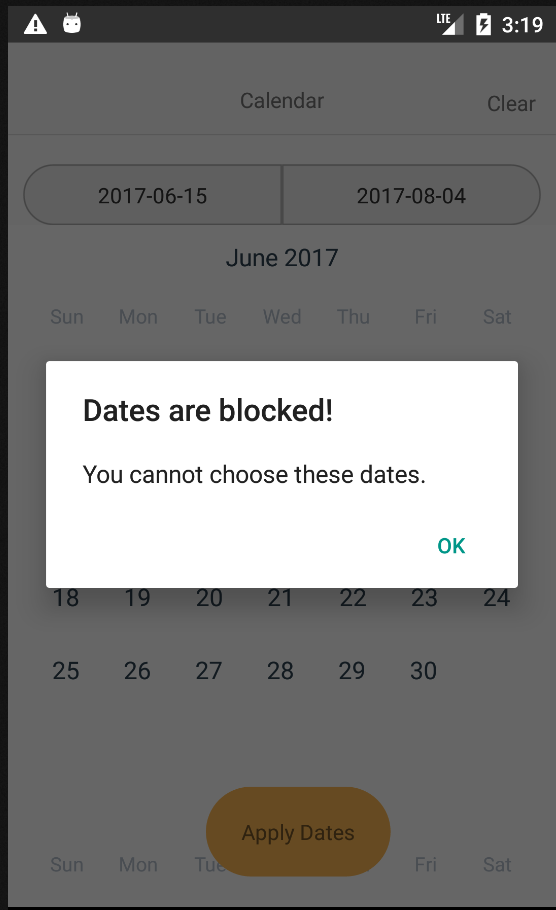 LTE 3:19
Calendar
Clear
2017-06-15 2017-08-04
June 2017
Sun Mon Tue Wed Thu Fri Sat
Dates are blocked!
You cannot choose these dates.
OK
18 19 20 21 22 23 24
25 26 27 28 29 30
Apply Dates
Sun Mon Tue Fri Sat